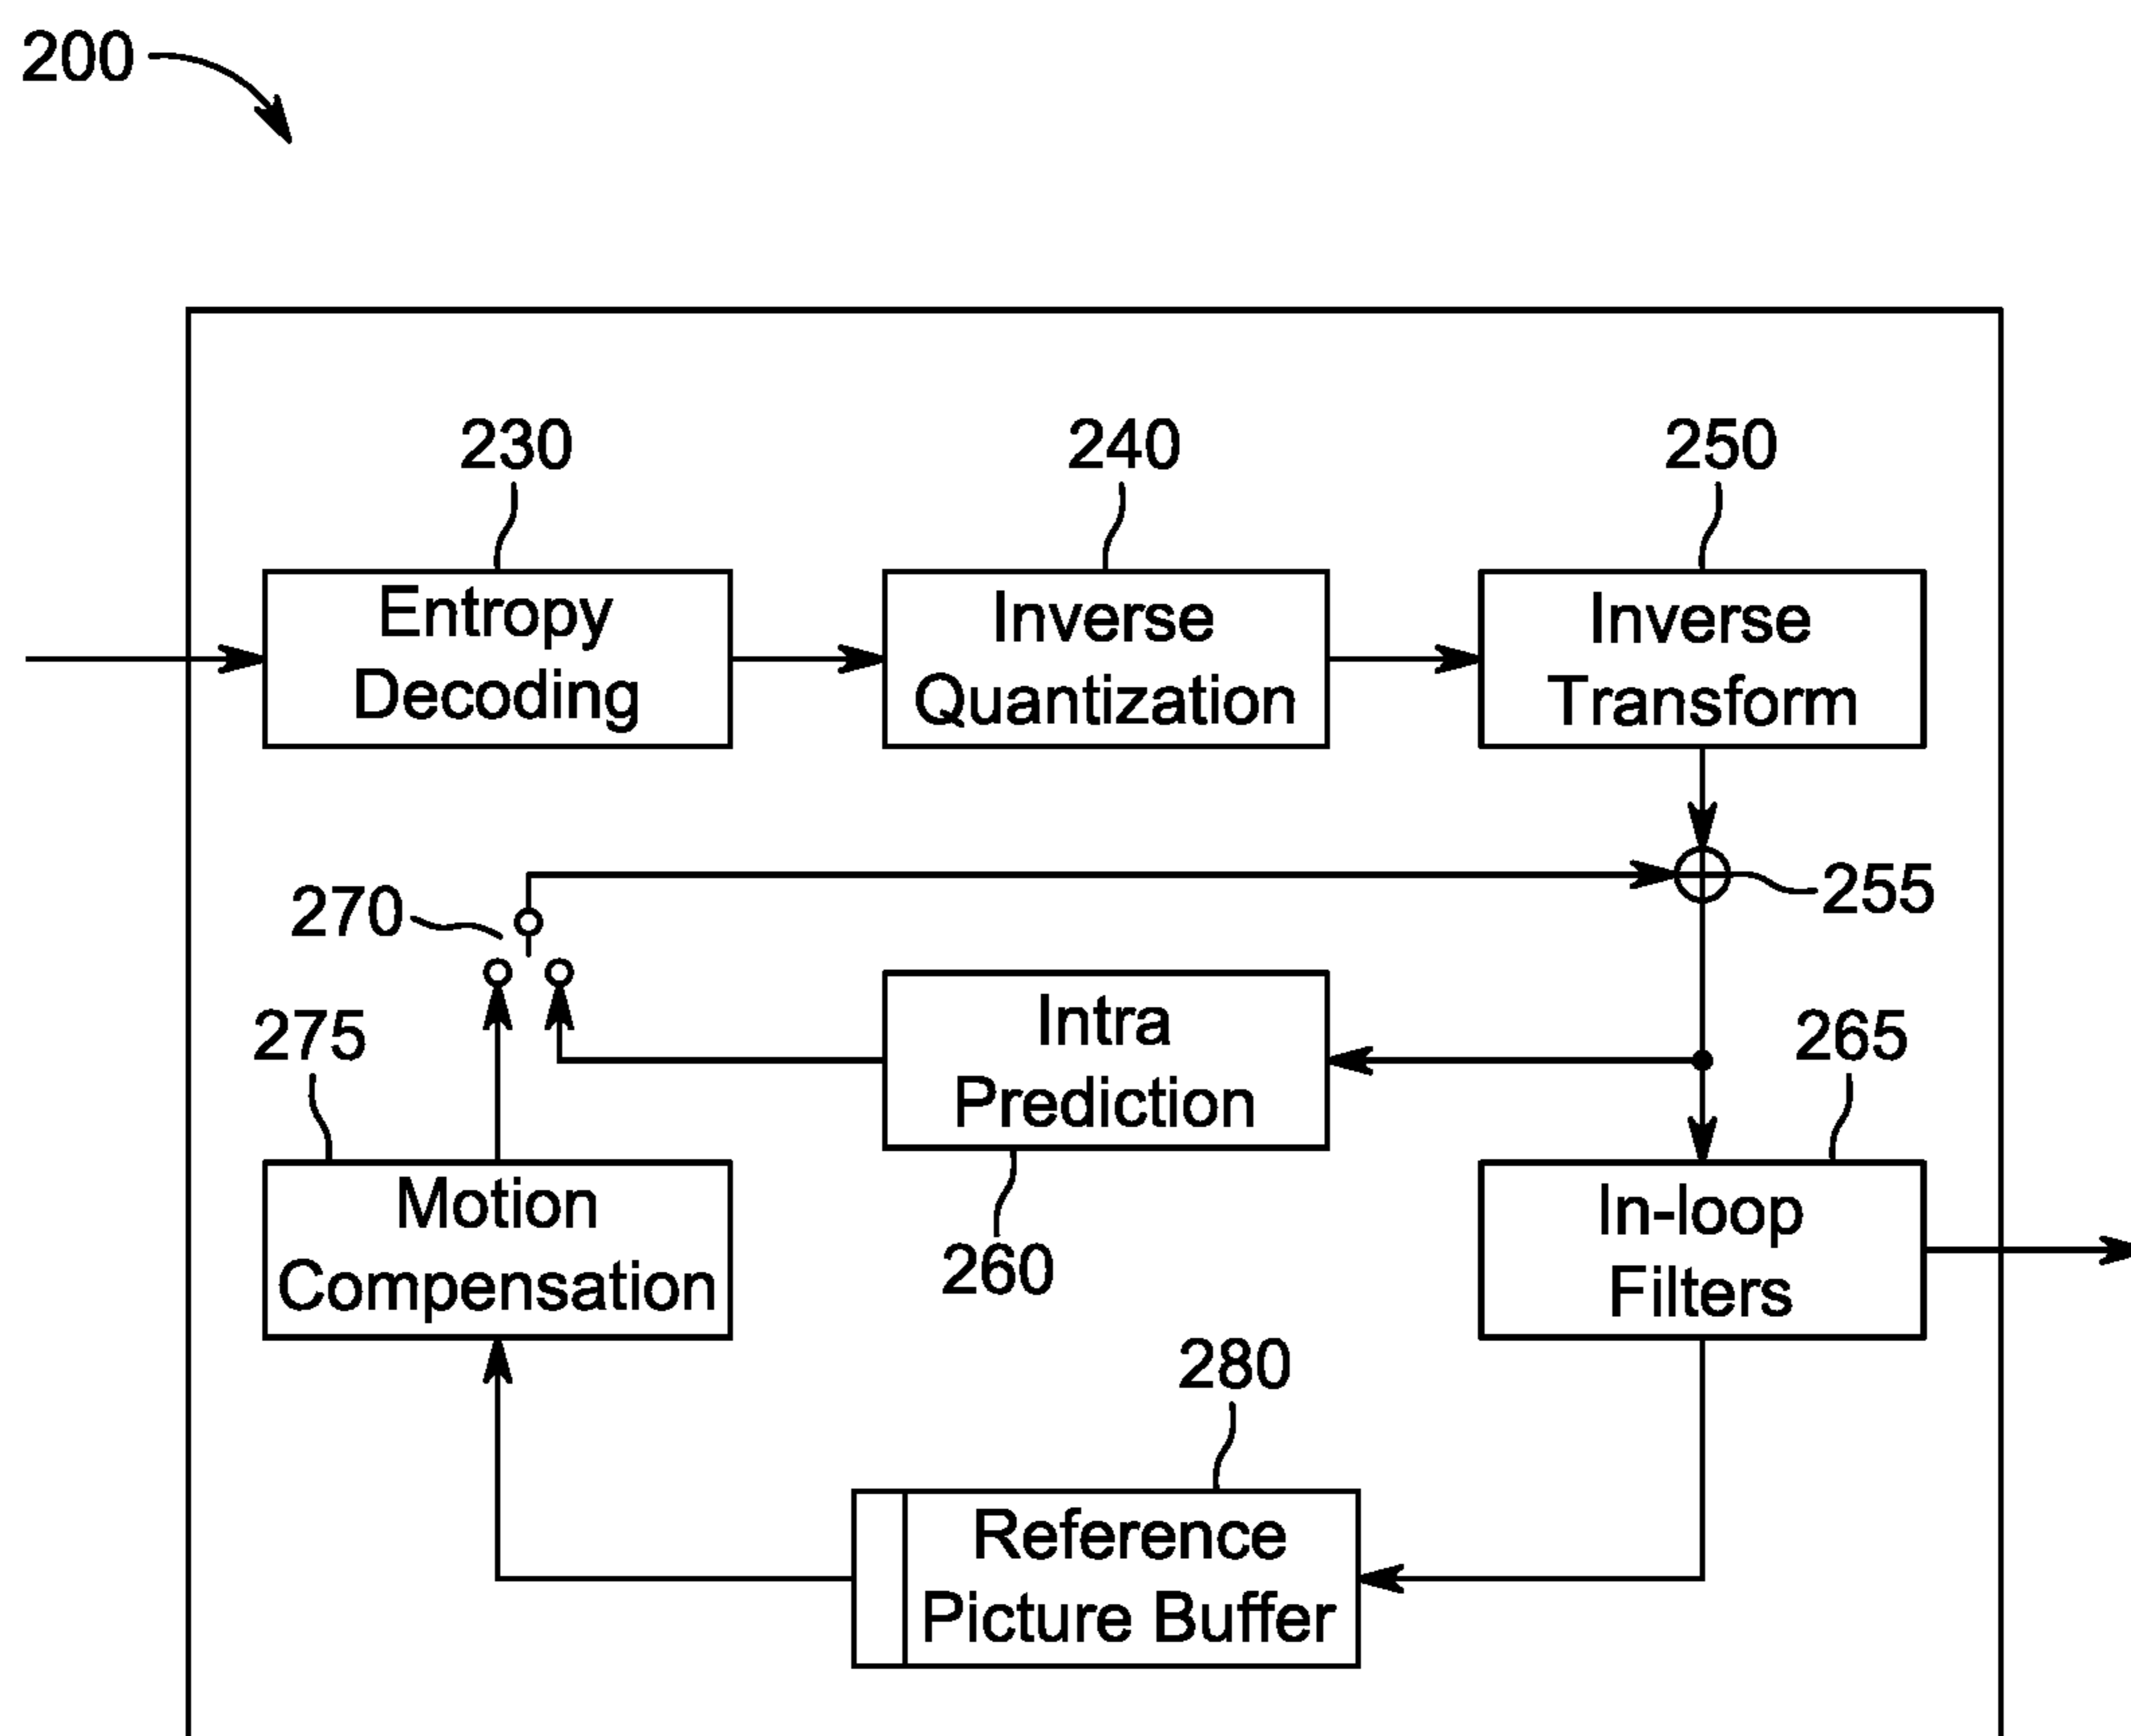 200
230
240
250
Entropy
Decoding
Inverse
Quantization
Inverse
Transform
255
270
275
Intra
Prediction
265
Motion
Compensation
260
In-loop
Filters
280
Reference
Picture Buffer